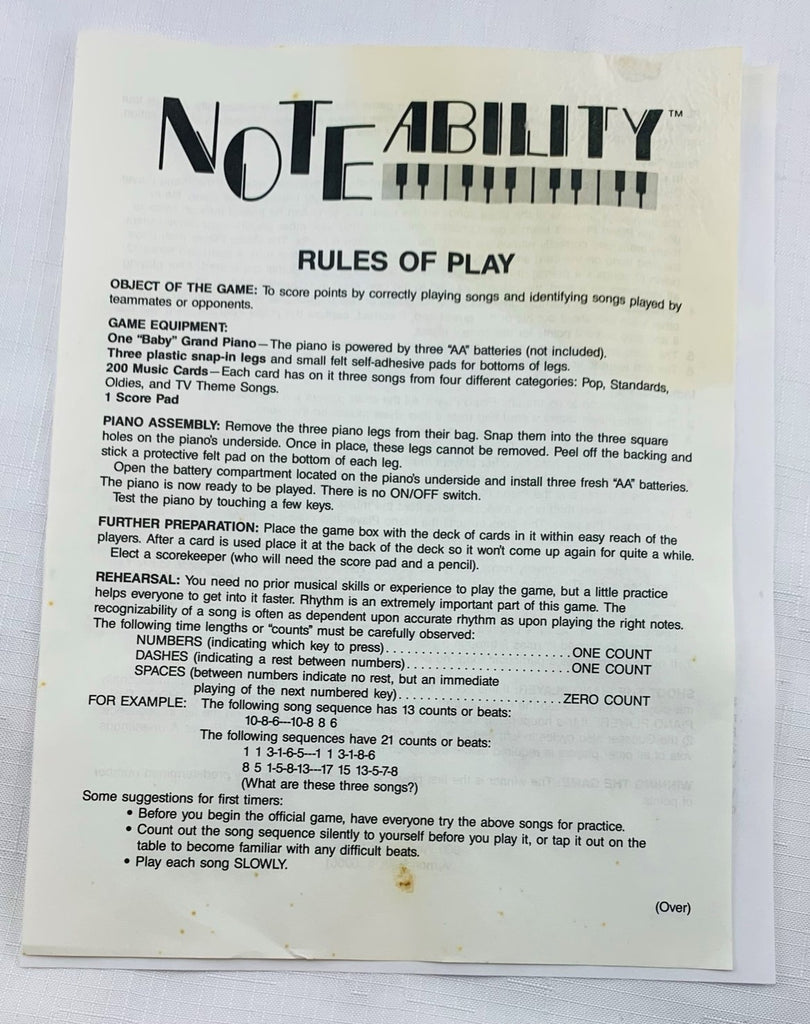 NOTE ABILITY™
RULES OF PLAY
OBJECT OF THE GAME: To score points by correctly playing songs and identifying songs played by
teammates or opponents.
GAME EQUIPMENT:
One "Baby" Grand Piano—The piano is powered by three "AA" batteries (not included).
Three plastic snap-in legs and small felt self-adhesive pads for bottoms of legs.
200 Music Cards—Each card has on it three songs from four different categories: Pop, Standards,
Oldies, and TV Theme Songs.
1 Score Pad
PIANO ASSEMBLY: Remove the three piano legs from their bag. Snap them into the three square
holes on the piano's underside. Once in place, these legs cannot be removed. Peel off the backing and
stick a protective felt pad on the bottom of each leg.
Open the battery compartment located on the piano's underside and install three fresh "AA" batteries.
The piano is now ready to be played. There is no ON/OFF switch.
Test the piano by touching a few keys.
FURTHER PREPARATION: Place the game box with the deck of cards in it within easy reach of the
players. After a card is used place it at the back of the deck so it won't come up again for quite a while.
Elect a scorekeeper (who will need the score pad and a pencil).
REHEARSAL: You need no prior musical skills or experience to play the game, but a little practice
helps everyone to get into it faster. Rhythm is an extremely important part of this game. The
recognizability of a song is often as dependent upon accurate rhythm as upon playing the right notes.
The following time lengths or "counts" must be carefully observed:
NUMBERS (indicating which key to press)............................ONE COUNT
DASHES (indicating a rest between numbers).........................ONE COUNT
SPACES (between numbers indicate no rest, but an immediate
playing of the next numbered key).........................ZERO COUNT
FOR EXAMPLE: The following song sequence has 13 counts or beats:
10-8-6---10-8 8 6
The following sequences have 21 counts or beats:
1 1 3-1-6-5---1 1 3-1-8-6
8 5 1-5-8-13---17 15 13-5-7-8
(What are these three songs?)
Some suggestions for first timers:
• Before you begin the official game, have everyone try the above songs for practice.
• Count out the song sequence silently to yourself before you play it, or tap it out on the
table to become familiar with any difficult beats.
• Play each song SLOWLY.
(Over)